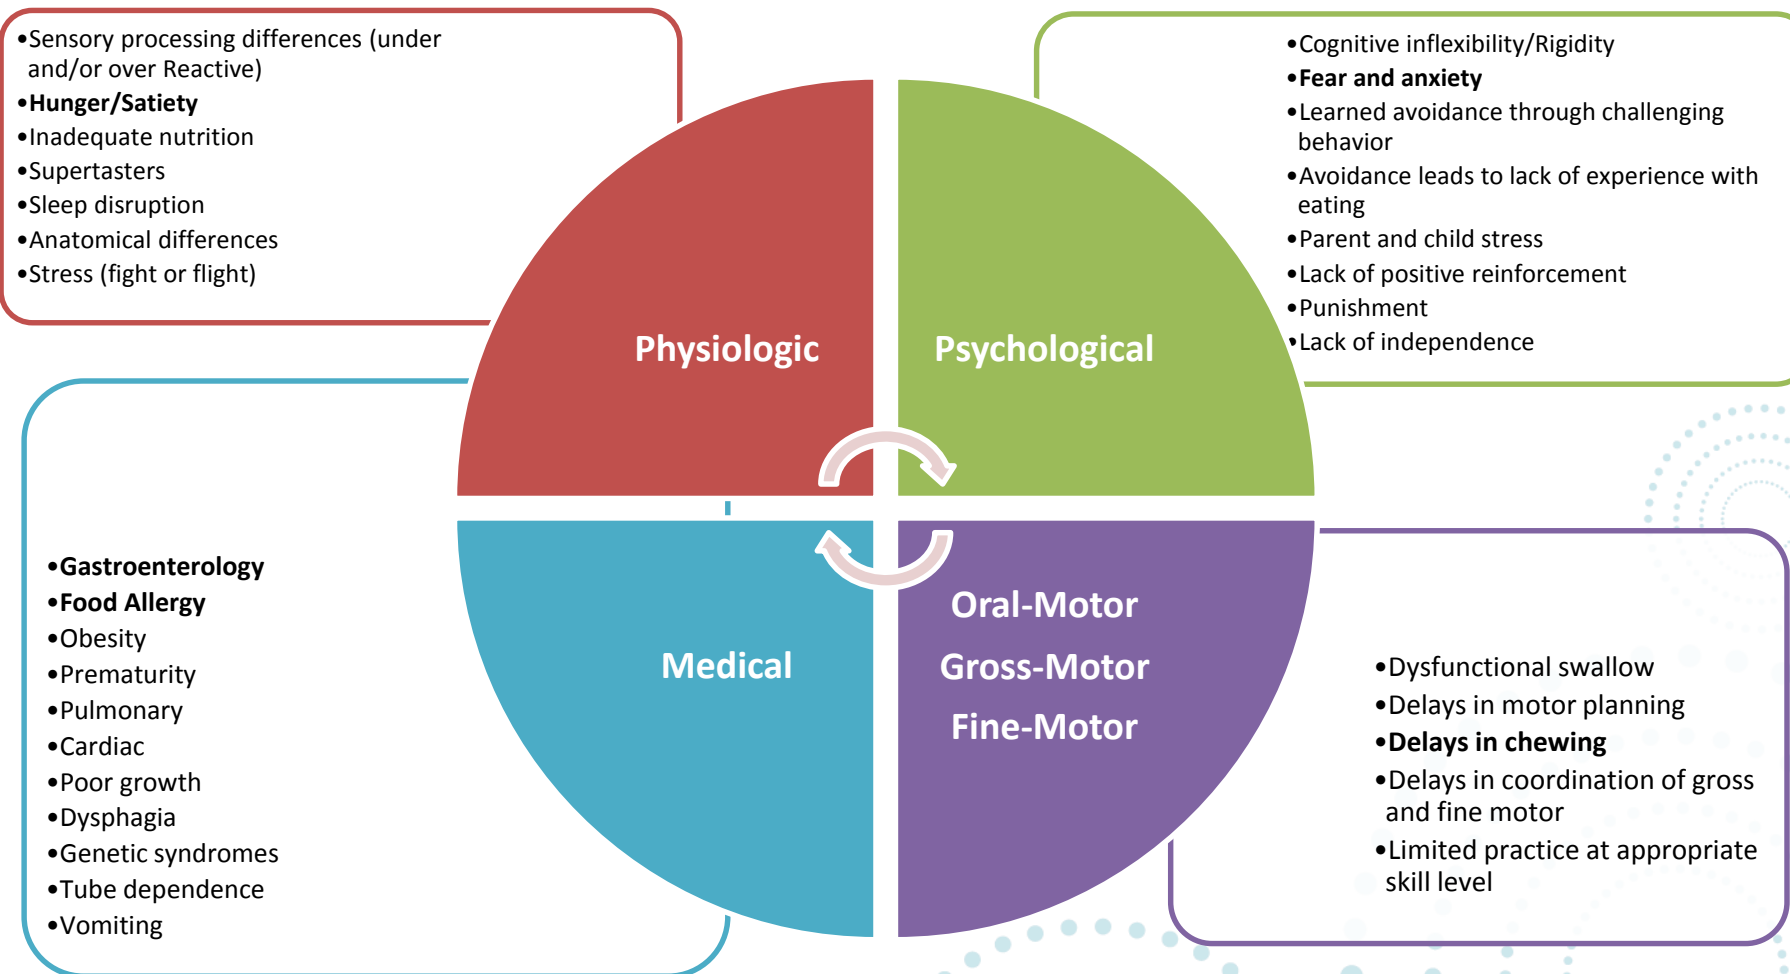 •Sensory processing differences (under
and/or over Reactive)
•Hunger/Satiety
•Inadequate nutrition
•Supertasters
•Sleep disruption
•Anatomical differences
•Stress (fight or flight)
•Cognitive inflexibility/Rigidity
•Fear and anxiety
•Learned avoidance through challenging
behavior
•Avoidance leads to lack of experience with
eating
•Parent and child stress
•Lack of positive reinforcement
•Punishment
•Lack of independence
Physiologic
Psychological
•Gastroenterology
•Food Allergy
•Obesity
•Prematurity
•Pulmonary
•Cardiac
•Poor growth
•Dysphagia
•Genetic syndromes
•Tube dependence
•Vomiting
Medical
Oral-Motor
Gross-Motor
Fine-Motor
•Dysfunctional swallow
•Delays in motor planning
•Delays in chewing
•Delays in coordination of gross
and fine motor
•Limited practice at appropriate
skill level